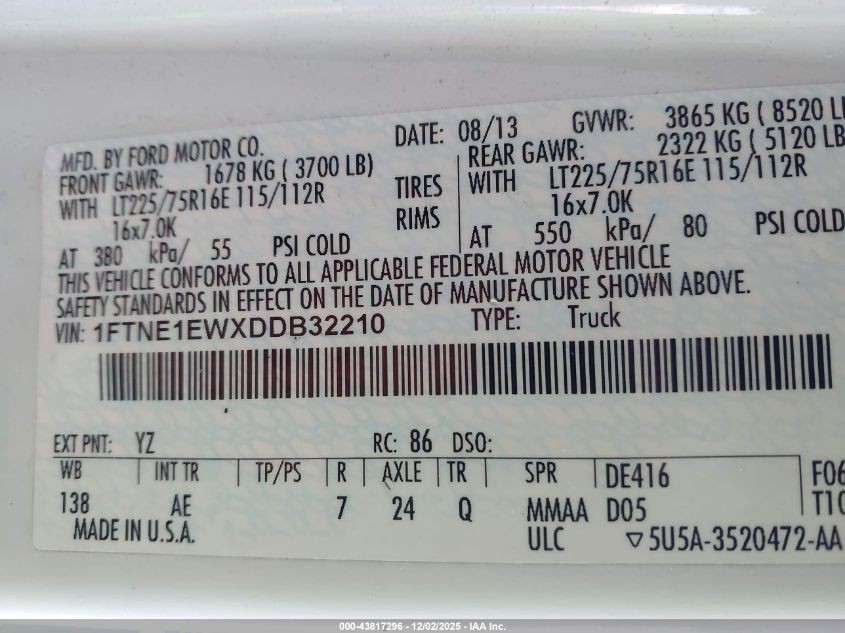 MFD. BY FORD MOTOR CO.
DATE: 08/13 GVWR: 3865 KG ( 8520 L
FRONT GAWR: 1678 KG ( 3700 LB)
REAR GAWR: 2322 KG ( 5120 LB
WITH LT225/75R16E 115/112R TIRES WITH LT225/75R16E 115/112R
16x7.0K RIMS 16x7.0K
AT 380 kPa/ 55 PSI COLD AT 550 kPa/ 80 PSI COLD
THIS VEHICLE CONFORMS TO ALL APPLICABLE FEDERAL MOTOR VEHICLE
SAFETY STANDARDS IN EFFECT ON THE DATE OF MANUFACTURE SHOWN ABOVE.
VIN: 1FTNE1EWXDDB32210 TYPE: Truck
EXT PNT: YZ RC: 86 DSO:
WB INT TR TP/PS R AXLE TR SPR DE416 F06
138 AE 7 24 Q MMAA D05 T10
MADE IN U.S.A. ULC ▽5U5A-3520472-AA
000-43817296 - 12/02/2025 - IAA Inc.